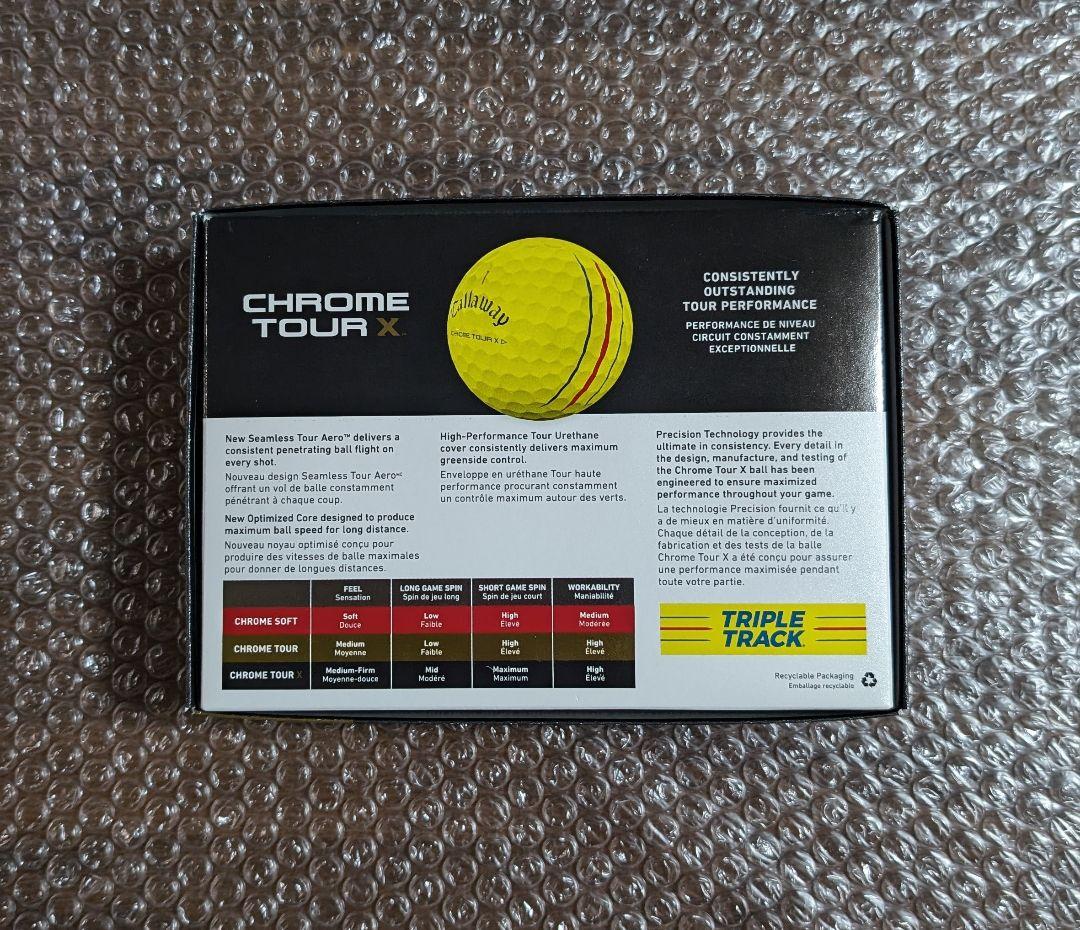 CHROME
TOUR X
Callaway
CHROME TOUR X
CONSISTENTLY
OUTSTANDING
TOUR PERFORMANCE
PERFORMANCE DE NIVEAU
CIRCUIT CONSTAMMENT
EXCEPTIONNELLE
New Seamless Tour Aero™ delivers a
consistent penetrating ball flight on
every shot.
Nouveau design Seamless Tour Aeroᴹᶜ
offrant un vol de balle constamment
pénétrant à chaque coup.
New Optimized Core designed to produce
maximum ball speed for long distance.
Nouveau noyau optimisé conçu pour
produire des vitesses de balle maximales
pour donner de longues distances.
High-Performance Tour Urethane
cover consistently delivers maximum
greenside control.
Enveloppe en uréthane Tour haute
performance procurant constamment
un contrôle maximum autour des verts.
Precision Technology provides the
ultimate in consistency. Every detail in
the design, manufacture, and testing of
the Chrome Tour X ball has been
engineered to ensure maximized
performance throughout your game.
La technologie Precision fournit ce qu'il y
a de mieux en matière d'uniformité.
Chaque détail de la conception, de la
fabrication et des tests de la balle
Chrome Tour X a été conçu pour assurer
une performance maximisée pendant
toute votre partie.
FEEL LONG GAME SPIN SHORT GAME SPIN WORKABILITY
Sensation Spin de jeu long Spin de jeu court Maniabilité
CHROME SOFT Soft Low High Medium
Douce Faible Élevé Modérée
CHROME TOUR Medium Low High High
Moyenne Faible Élevé Élevé
CHROME TOUR X Medium-Firm Mid Maximum High
Moyenne-douce Modéré Maximum Élevé
TRIPLE
TRACK
Recyclable Packaging
Emballage recyclable